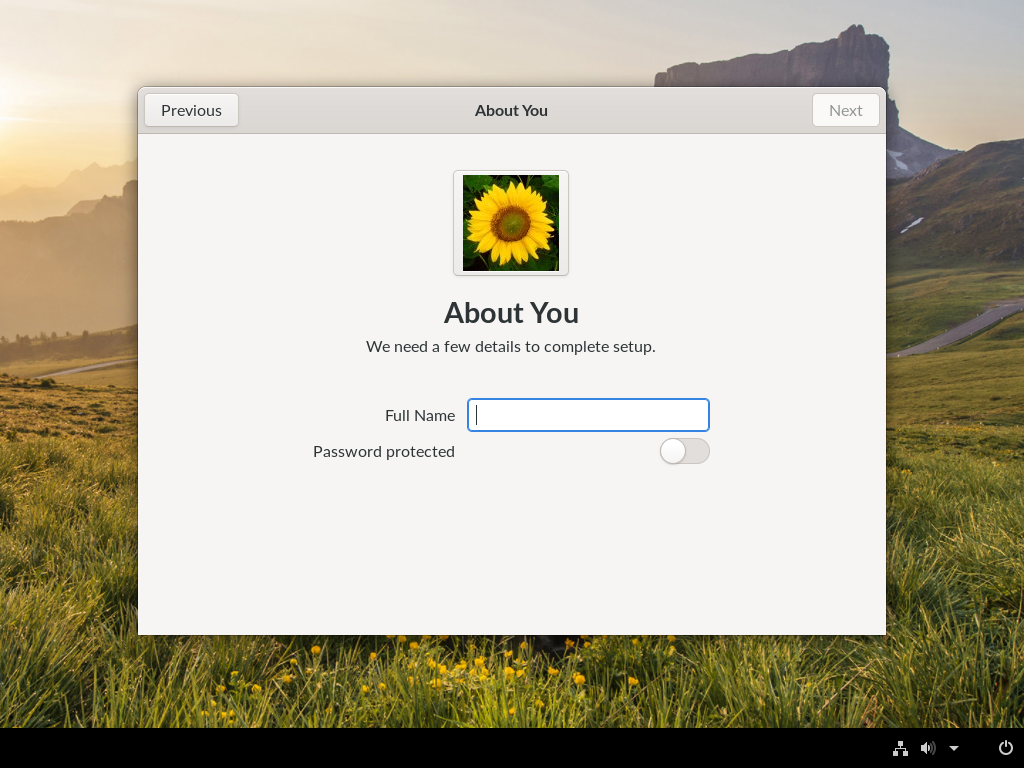 Previous
About You
Next
About You
We need a few details to complete setup.
Full Name
Password protected